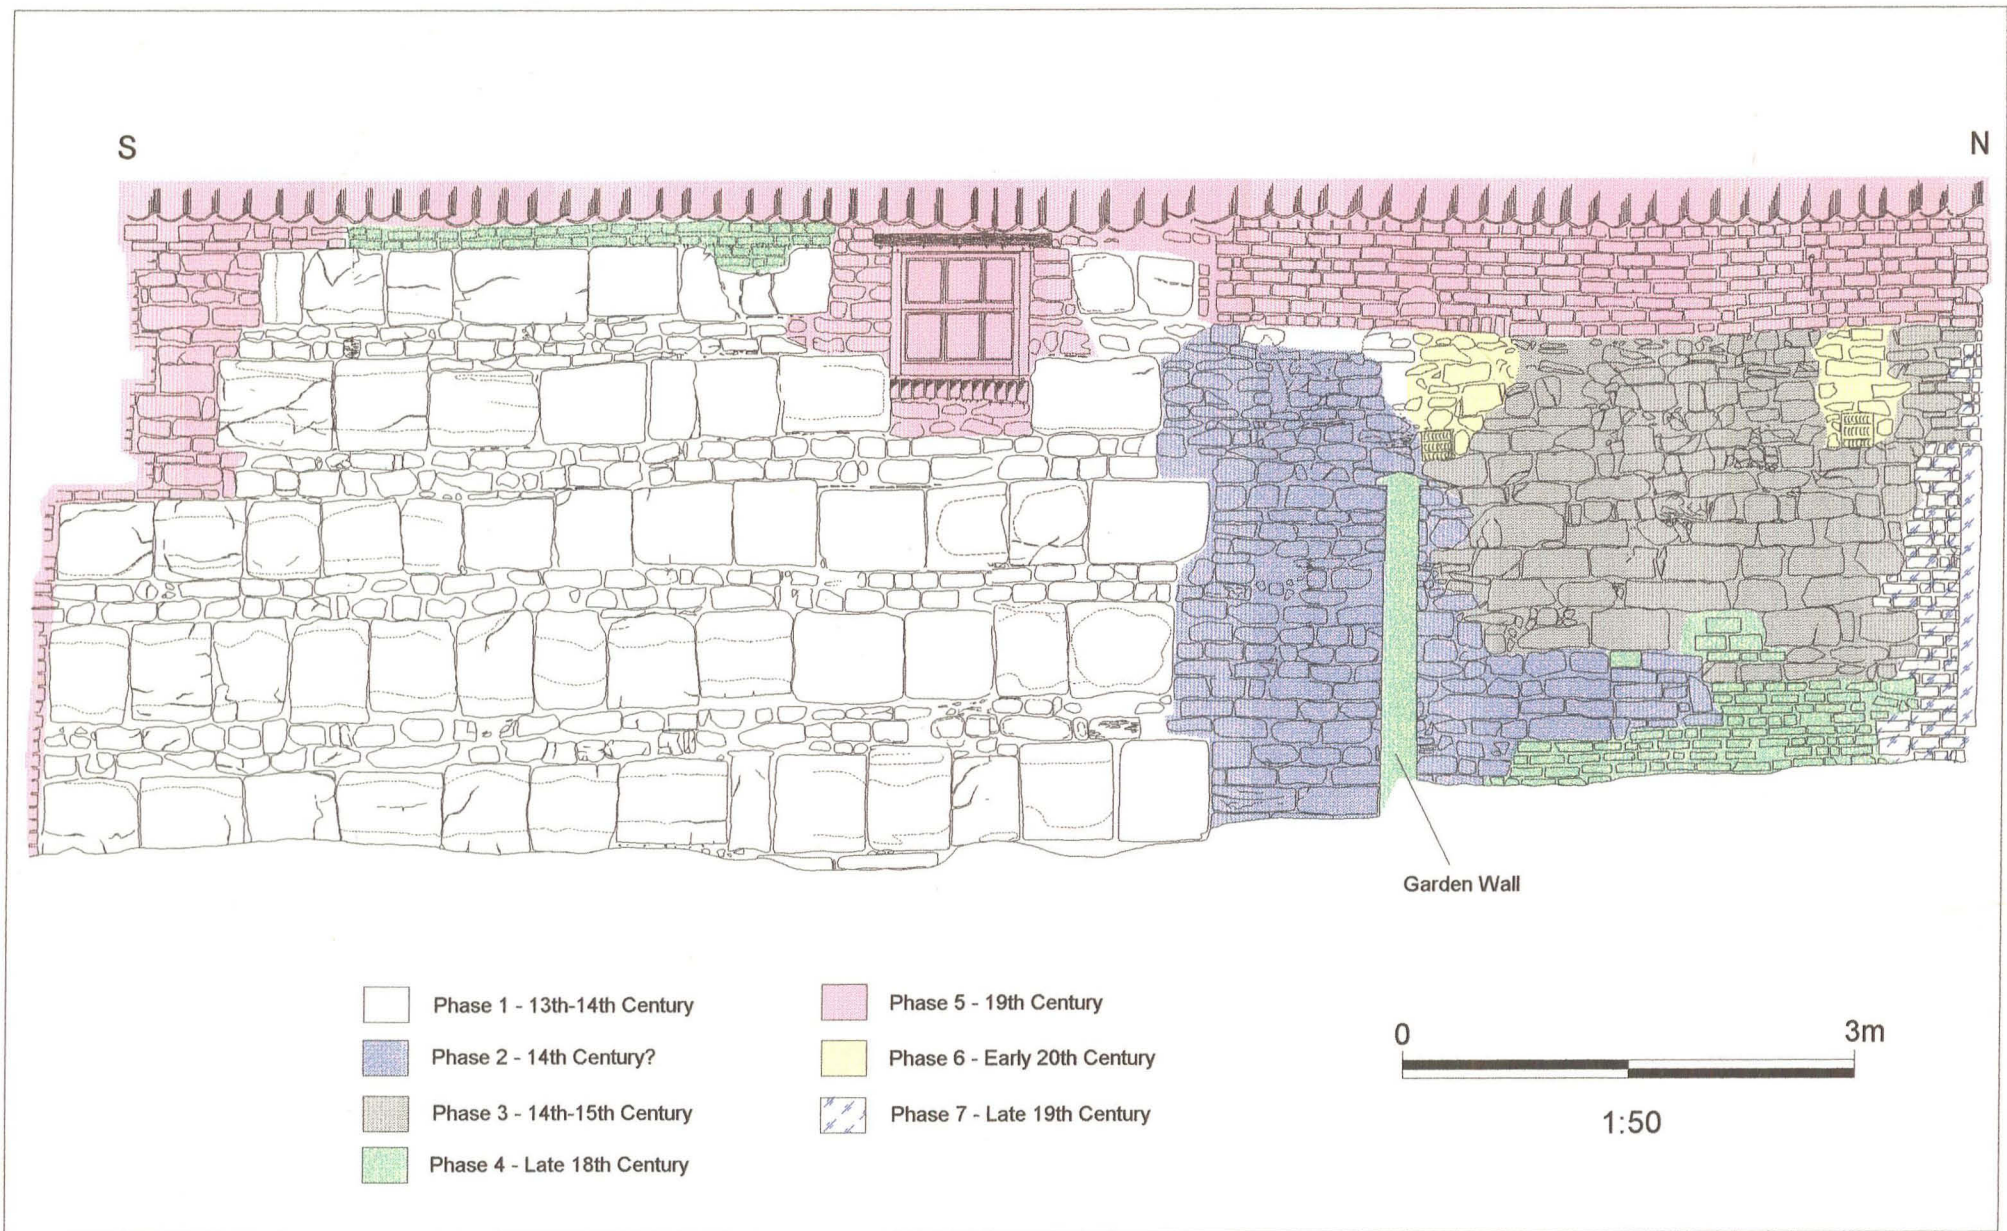 S
N
Garden Wall
Phase 1 - 13th-14th Century
Phase 2 - 14th Century?
Phase 3 - 14th-15th Century
Phase 4 - Late 18th Century
Phase 5 - 19th Century
Phase 6 - Early 20th Century
Phase 7 - Late 19th Century
0 3m
1:50